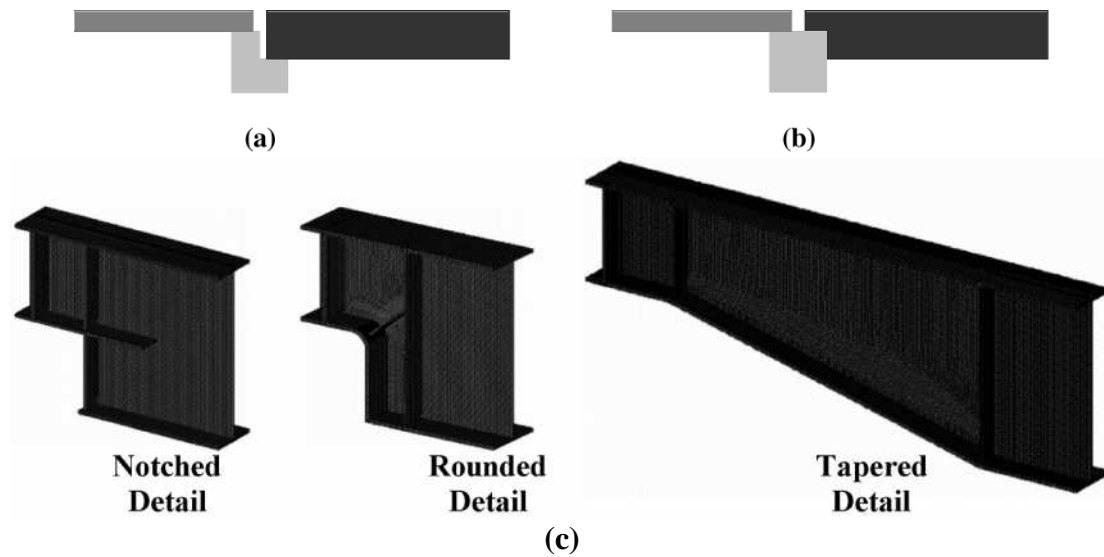 (a)
(b)
Notched
Detail
Rounded
Detail
Tapered
Detail
(c)